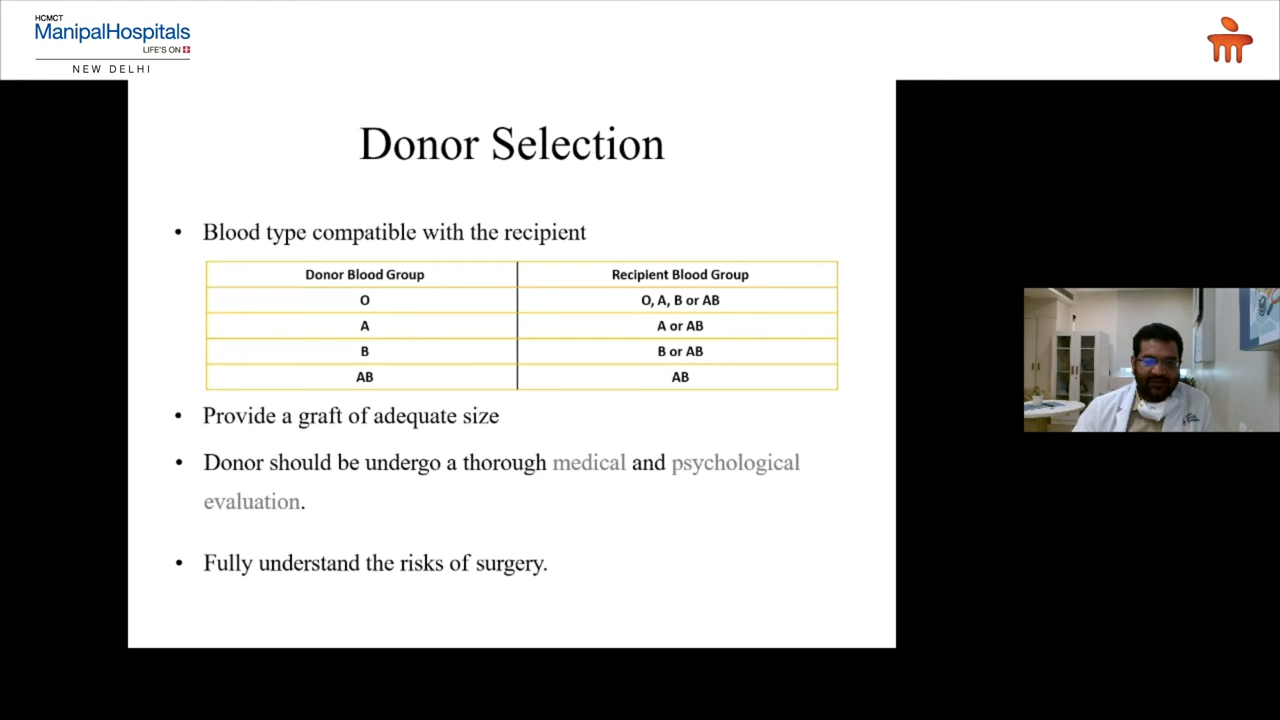 HCMCT
ManipalHospitals
LIFE'S ON
NEW DELHI
Donor Selection
• Blood type compatible with the recipient
Donor Blood Group Recipient Blood Group
O O, A, B or AB
A A or AB
B B or AB
AB AB
• Provide a graft of adequate size
• Donor should be undergo a thorough medical and psychological
evaluation.
• Fully understand the risks of surgery.